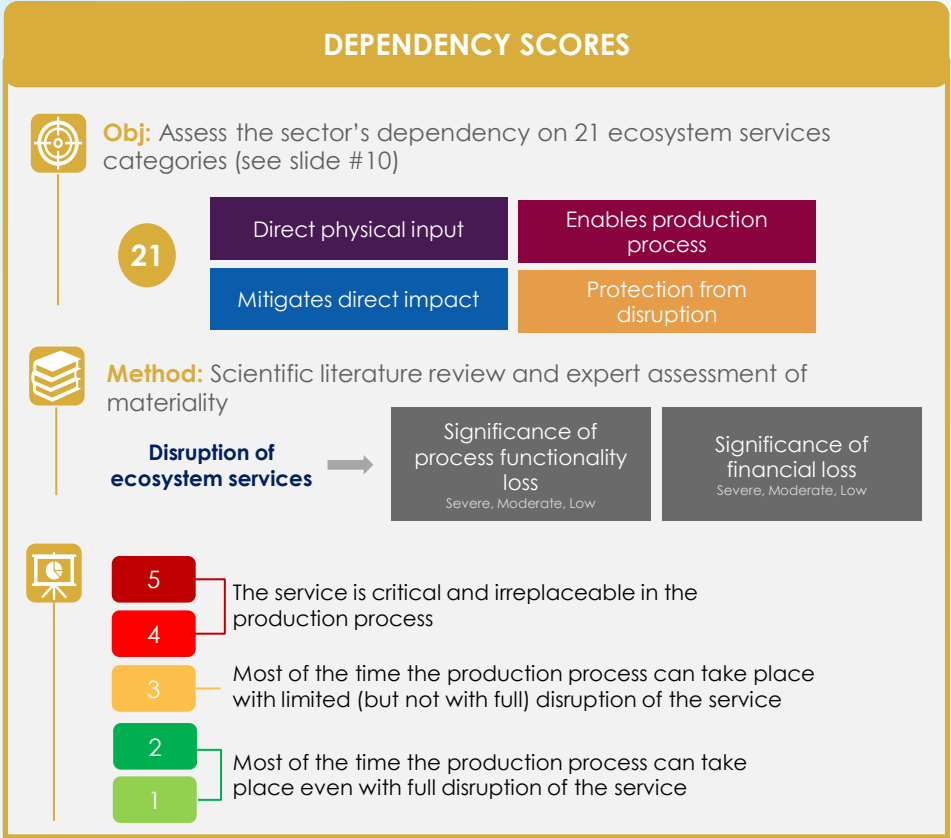 DEPENDENCY SCORES
Obj: Assess the sector's dependency on 21 ecosystem services
categories (see slide #10)
21
Direct physical input
Enables production
process
Mitigates direct impact
Protection from
disruption
Method: Scientific literature review and expert assessment of
materiality
Disruption of
ecosystem services
Significance of
process functionality
loss
Severe, Moderate, Low
Significance of
financial loss
Severe, Moderate, Low
5
4
The service is critical and irreplaceable in the
production process
3
Most of the time the production process can take place
with limited (but not with full) disruption of the service
2
1
Most of the time the production process can take
place even with full disruption of the service